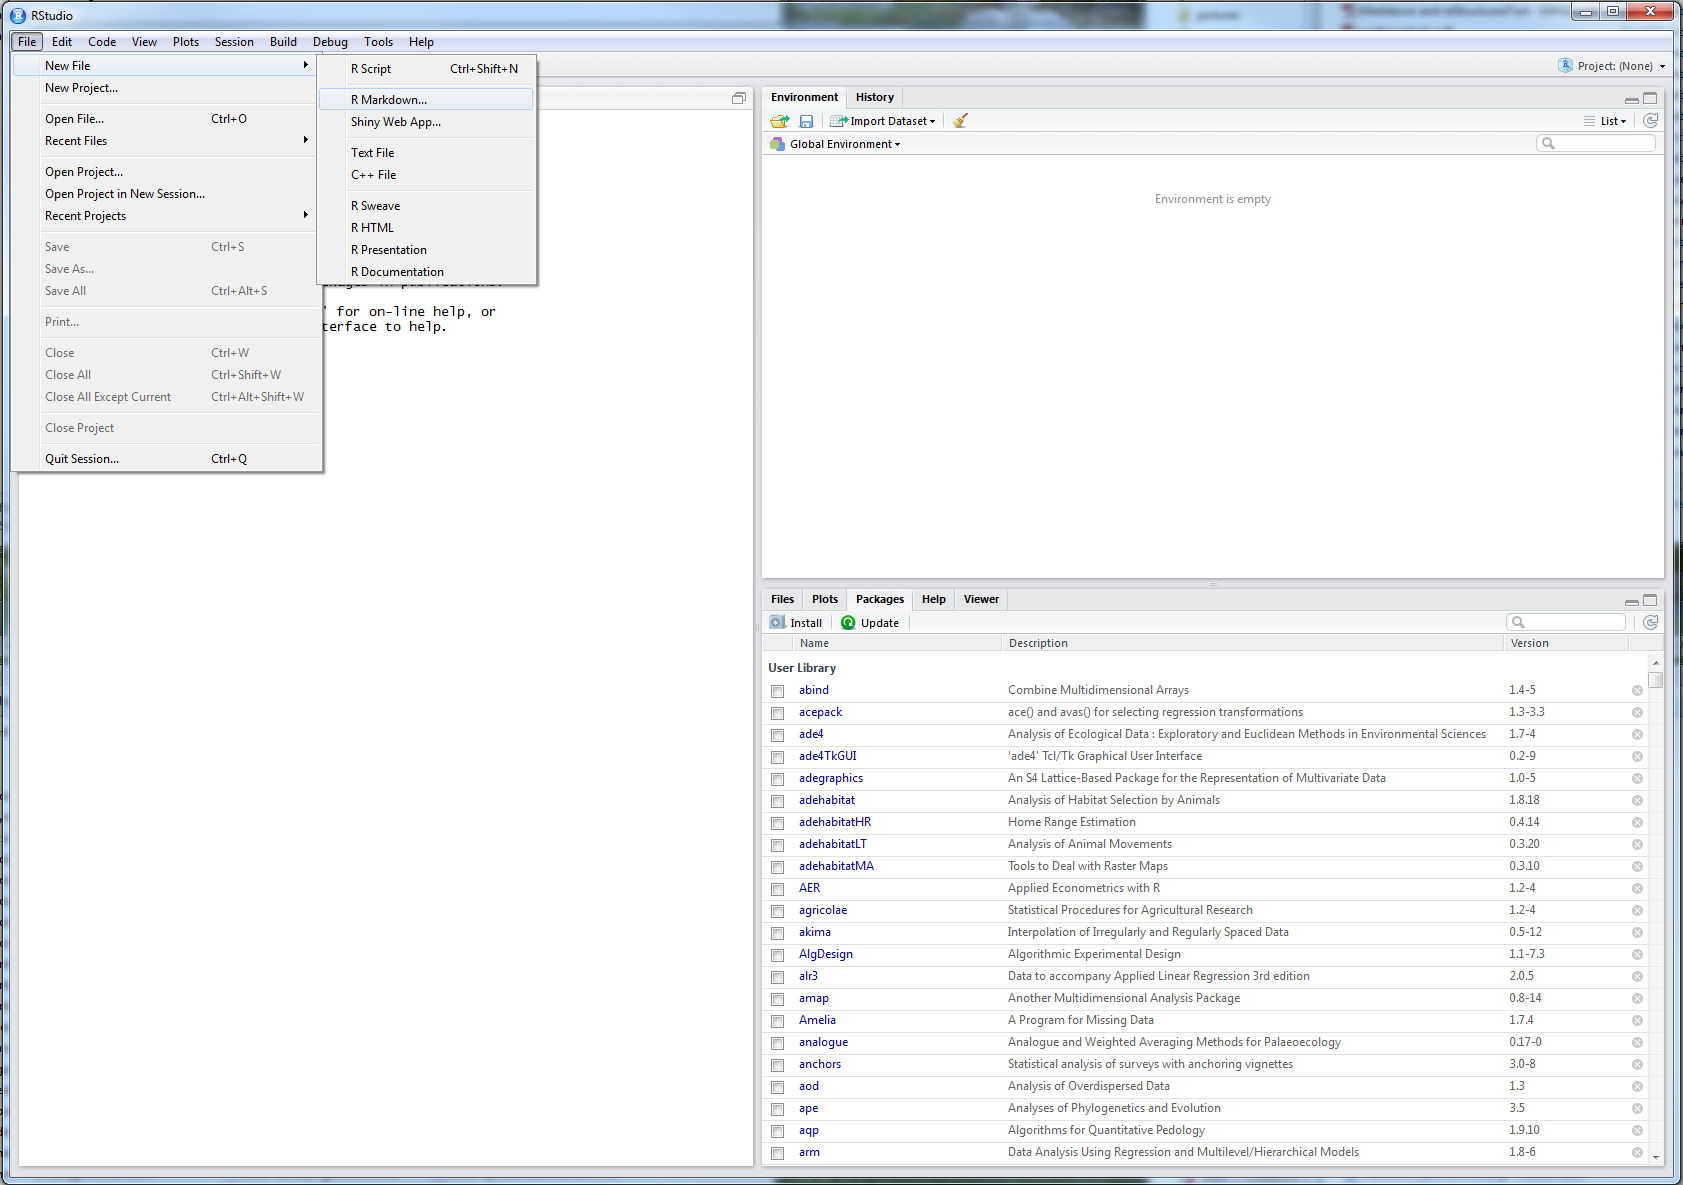 RStudio
File Edit Code View Plots Session Build Debug Tools Help
Project: (None)
New File
New Project...
Open File... Ctrl+O
Recent Files
Open Project...
Open Project in New Session...
Recent Projects
Save Ctrl+S
Save As...
Save All Ctrl+Alt+S
Print...
Close Ctrl+W
Close All Ctrl+Shift+W
Close All Except Current Ctrl+Alt+Shift+W
Close Project
Quit Session... Ctrl+Q
R Script Ctrl+Shift+N
R Markdown...
Shiny Web App...
Text File
C++ File
R Sweave
R HTML
R Presentation
R Documentation
' for on-line help, or
terface to help.
Environment History
Import Dataset List
Global Environment
Environment is empty
Files Plots Packages Help Viewer
Install Update
Name Description Version
User Library
abind Combine Multidimensional Arrays 1.4-5
acepack ace() and avas() for selecting regression transformations 1.3-3.3
ade4 Analysis of Ecological Data : Exploratory and Euclidean Methods in Environmental Sciences 1.7-4
ade4TkGUI 'ade4' Tcl/Tk Graphical User Interface 0.2-9
adegraphics An S4 Lattice-Based Package for the Representation of Multivariate Data 1.0-5
adehabitat Analysis of Habitat Selection by Animals 1.8.18
adehabitatHR Home Range Estimation 0.4.14
adehabitatLT Analysis of Animal Movements 0.3.20
adehabitatMA Tools to Deal with Raster Maps 0.3.10
AER Applied Econometrics with R 1.2-4
agricolae Statistical Procedures for Agricultural Research 1.2-4
akima Interpolation of Irregularly and Regularly Spaced Data 0.5-12
AlgDesign Algorithmic Experimental Design 1.1-7.3
alr3 Data to accompany Applied Linear Regression 3rd edition 2.0.5
amap Another Multidimensional Analysis Package 0.8-14
Amelia A Program for Missing Data 1.7.4
analogue Analogue and Weighted Averaging Methods for Palaeoecology 0.17-0
anchors Statistical analysis of surveys with anchoring vignettes 3.0-8
aod Analysis of Overdispersed Data 1.3
ape Analyses of Phylogenetics and Evolution 3.5
aqp Algorithms for Quantitative Pedology 1.9.10
arm Data Analysis Using Regression and Multilevel/Hierarchical Models 1.8-6